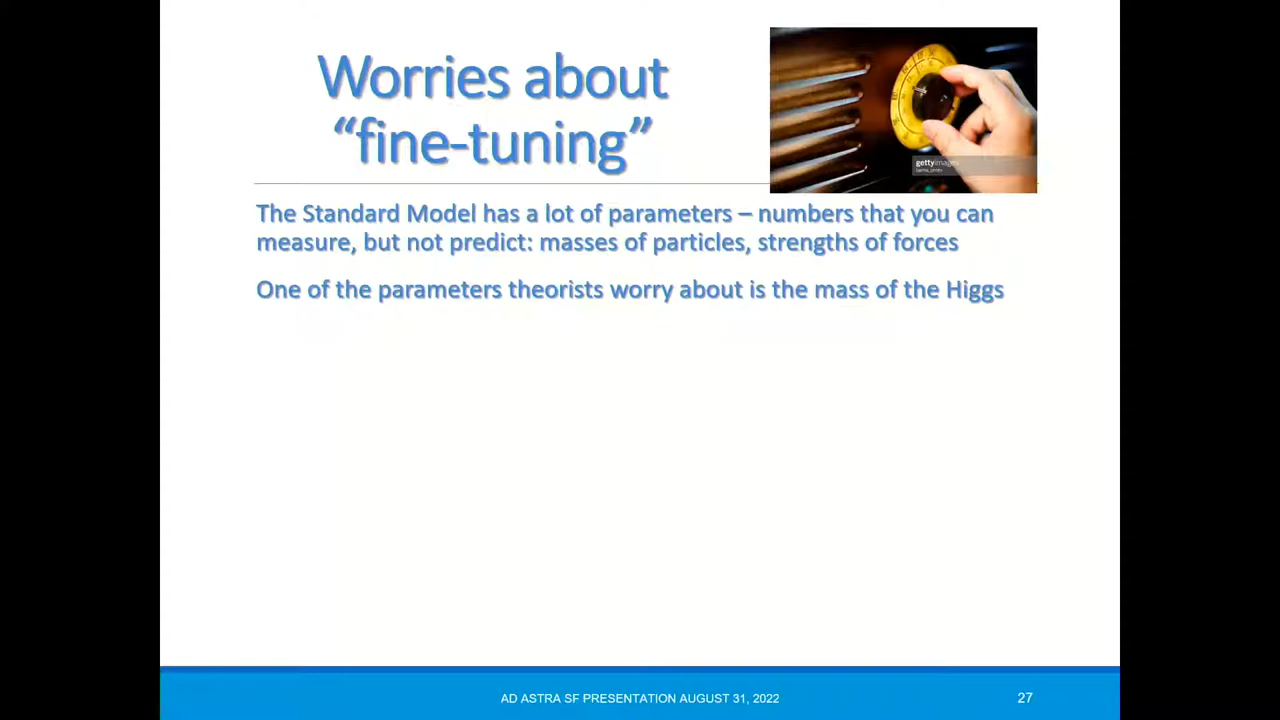 Worries about
“fine-tuning”
gettyimages
The Standard Model has a lot of parameters – numbers that you can
measure, but not predict: masses of particles, strengths of forces
One of the parameters theorists worry about is the mass of the Higgs
AD ASTRA SF PRESENTATION AUGUST 31, 2022
27